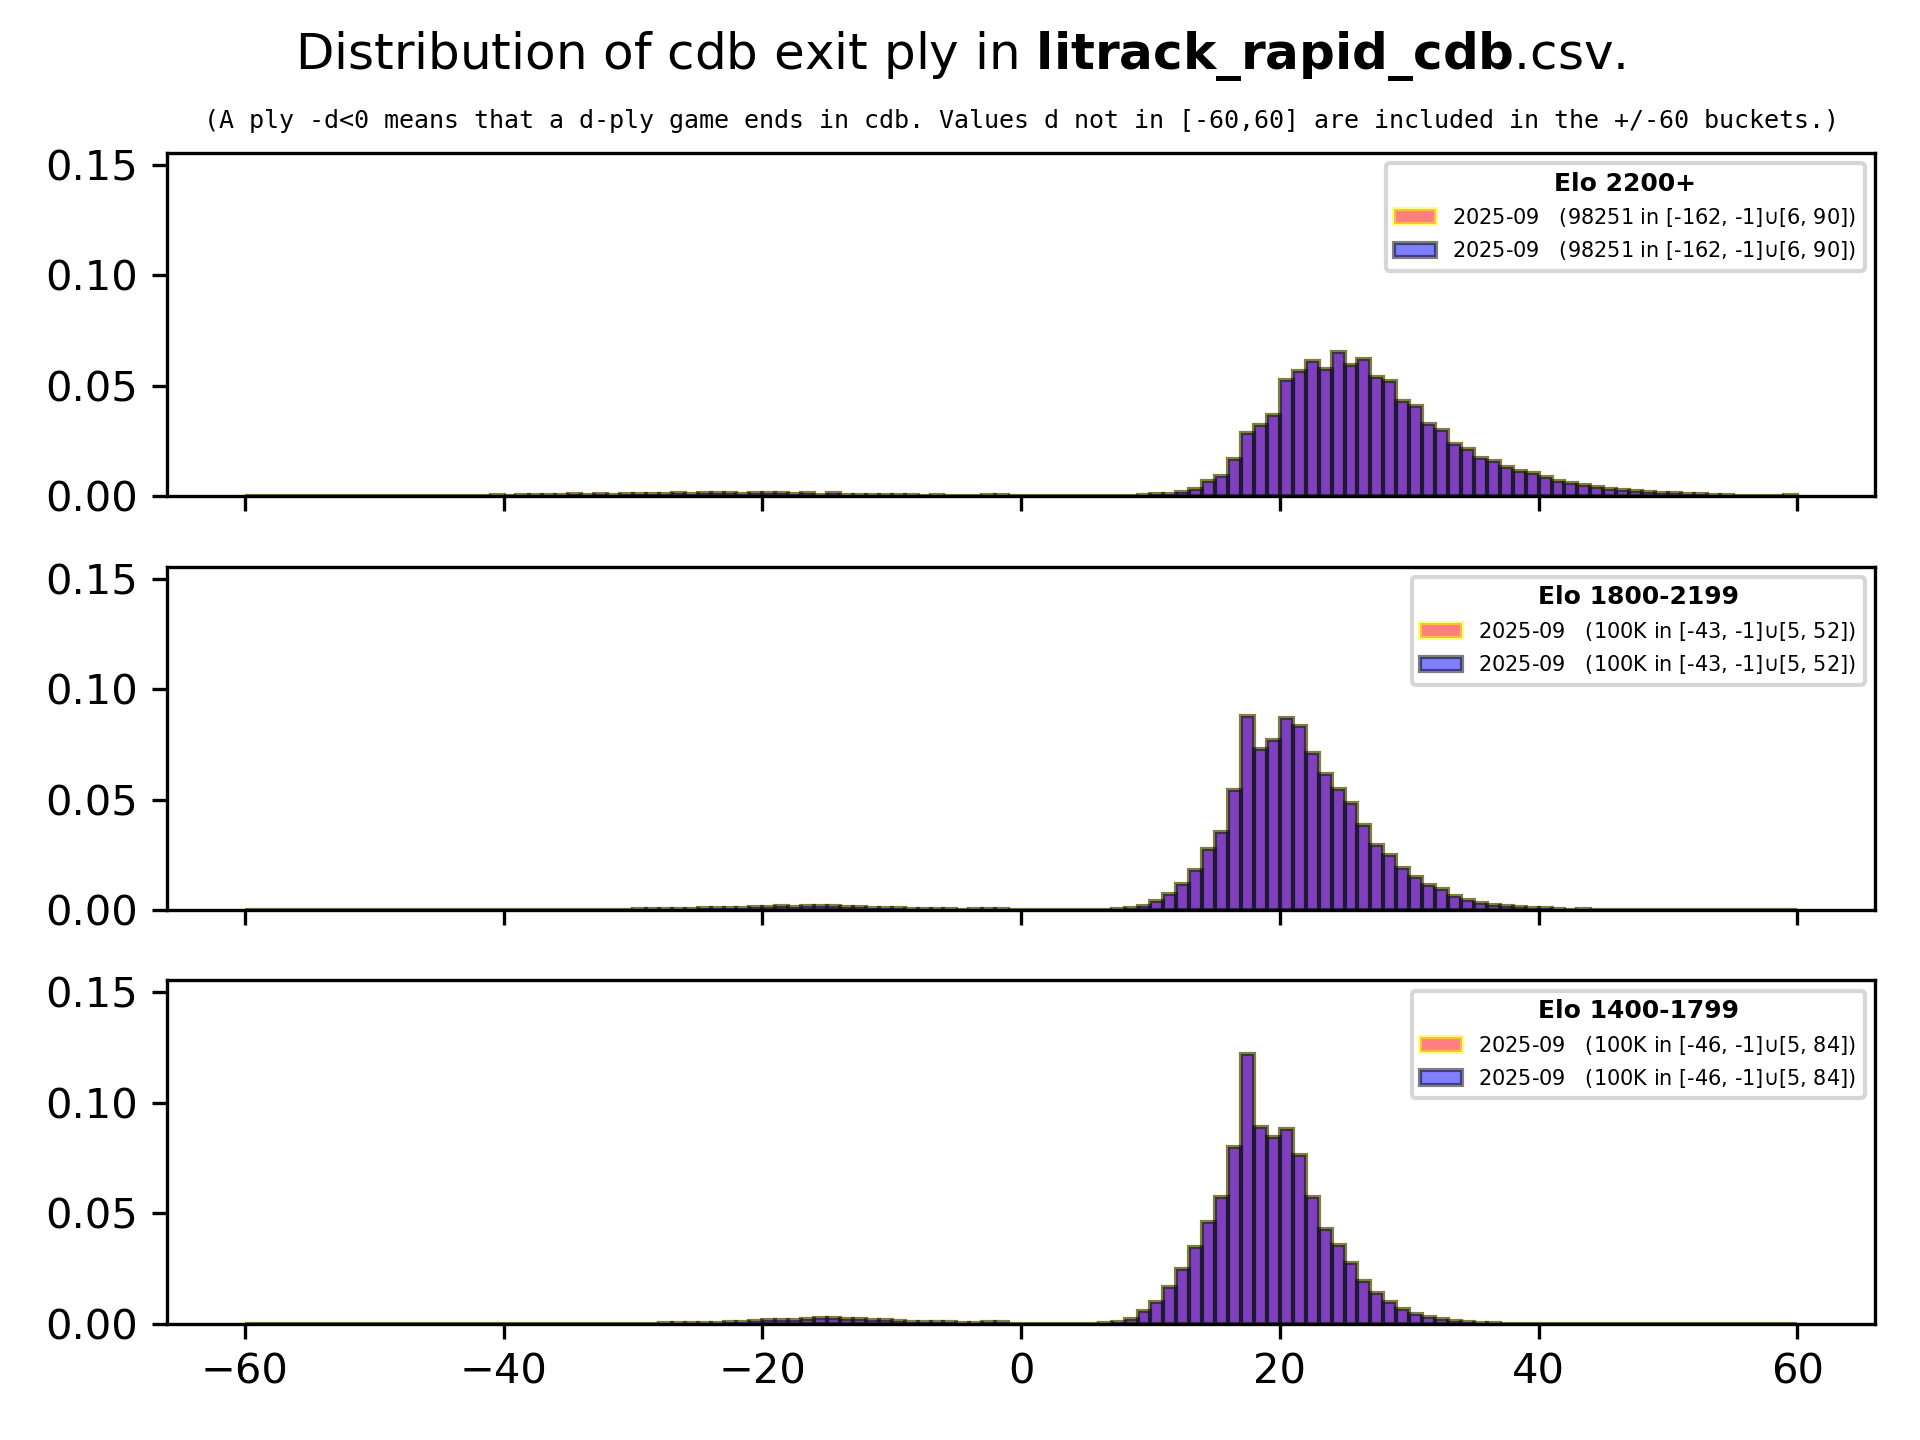 Distribution of cdb exit ply in litrack_rapid_cdb.csv.
(A ply -d<0 means that a d-ply game ends in cdb. Values d not in [-60,60] are included in the +/-60 buckets.)
0.15
0.10
0.05
0.00
Elo 2200+
2025-09 (98251 in [-162, -1]∪[6, 90])
2025-09 (98251 in [-162, -1]∪[6, 90])
0.15
0.10
0.05
0.00
Elo 1800-2199
2025-09 (100K in [-43, -1]∪[5, 52])
2025-09 (100K in [-43, -1]∪[5, 52])
0.15
0.10
0.05
0.00
Elo 1400-1799
2025-09 (100K in [-46, -1]∪[5, 84])
2025-09 (100K in [-46, -1]∪[5, 84])
−60 −40 −20 0 20 40 60